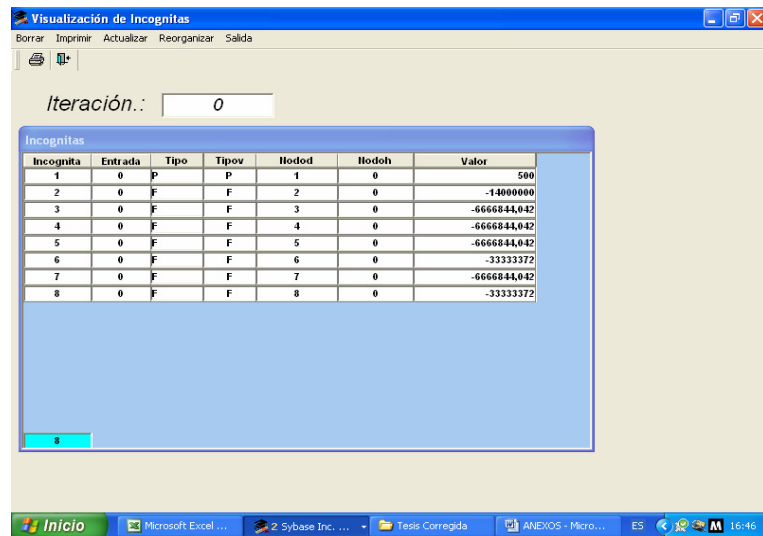 Visualización de Incognitas
Borrar Imprimir Actualizar Reorganizar Salida
Iteración.: 0
Incognitas
Incognita Entrada Tipo Tipov Nodod Nodoh Valor
1 0 P P 1 0 500
2 0 F F 2 0 -14000000
3 0 F F 3 0 -6666844,042
4 0 F F 4 0 -6666844,042
5 0 F F 5 0 -6666844,042
6 0 F F 6 0 -33333372
7 0 F F 7 0 -6666844,042
8 0 F F 8 0 -33333372
8
Inicio Microsoft Excel ... 2 Sybase Inc. ... Tesis Corregida ANEXOS - Micro... ES 16:46